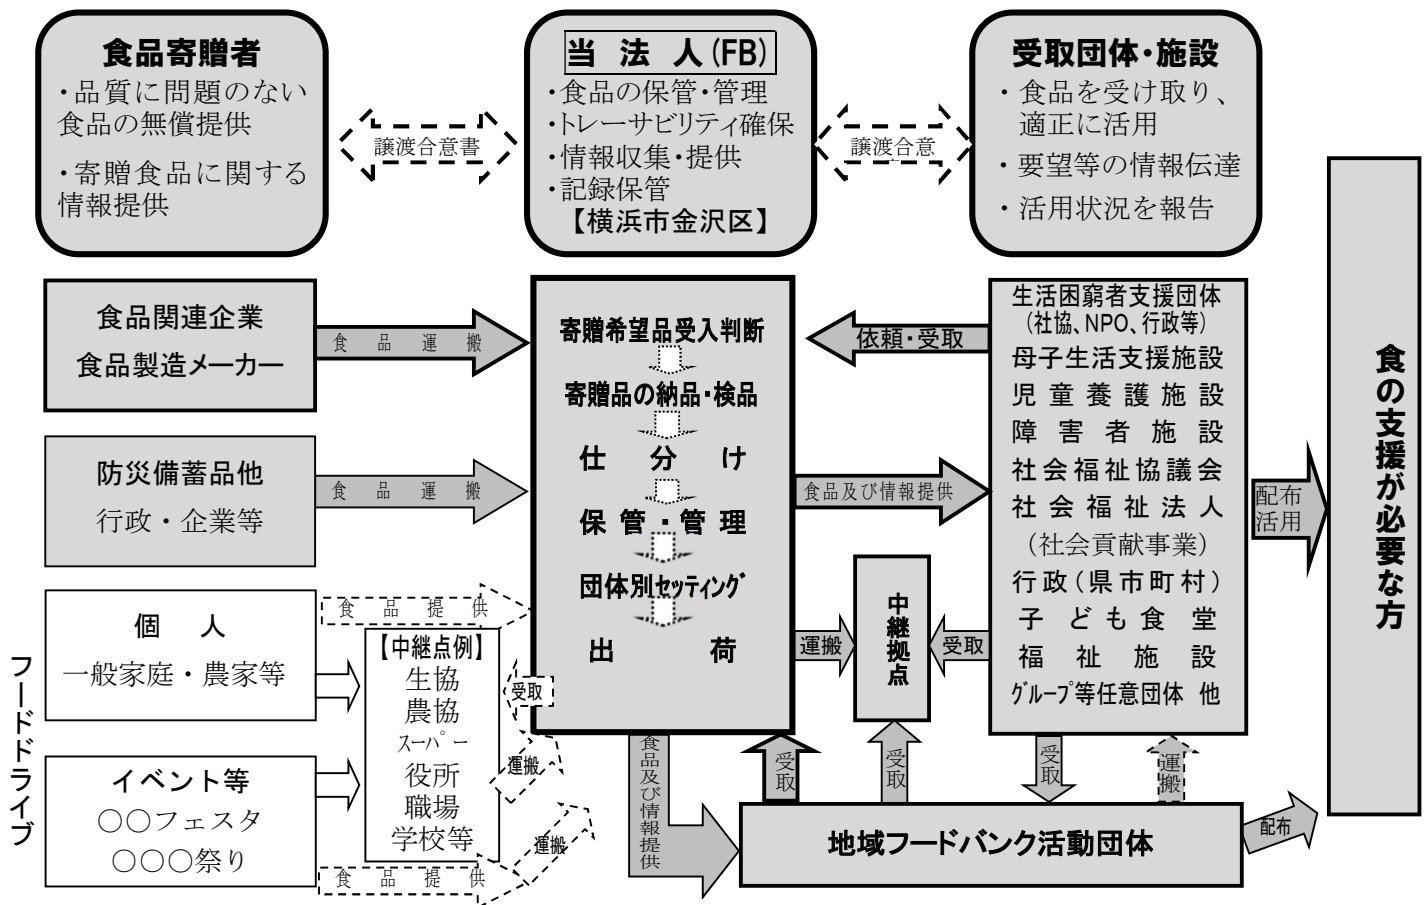 食品寄贈者
・品質に問題のない
食品の無償提供
・寄贈食品に関する
情報提供
譲渡合意書
当 法 人(FB)
・食品の保管・管理
・トレーサビリティ確保
・情報収集・提供
・記録保管
【横浜市金沢区】
譲渡合意
受取団体・施設
・食品を受け取り、
適正に活用
・要望等の情報伝達
・活用状況を報告
食品関連企業
食品製造メーカー
食 品 運 搬
防災備蓄品他
行政・企業等
食 品 運 搬
フードドライブ
個 人
一般家庭・農家等
食 品 提 供
イベント等
○○フェスタ
○○○祭り
食 品 提 供
【中継点例】
生協
農協
スーパー
役所
職場
学校等
受取
運搬
運搬
寄贈希望品受入判断
寄贈品の納品・検品
仕 分 け
保 管 ・ 管 理
団体別セッティング
出 荷
依頼・受取
食品及び情報提供
運搬
中継拠点
受取
食品及び情報提供
受取
受取
受取
運搬
生活困窮者支援団体
(社協、NPO、行政等)
母子生活支援施設
児 童 養 護 施 設
障 害 者 施 設
社 会 福 祉 協 議 会
社 会 福 祉 法 人
(社会貢献事業)
行 政 ( 県 市 町 村 )
子 ど も 食 堂
福 祉 施 設
グループ等任意団体 他
配布
活用
地域フードバンク活動団体
配布
食の支援が必要な方